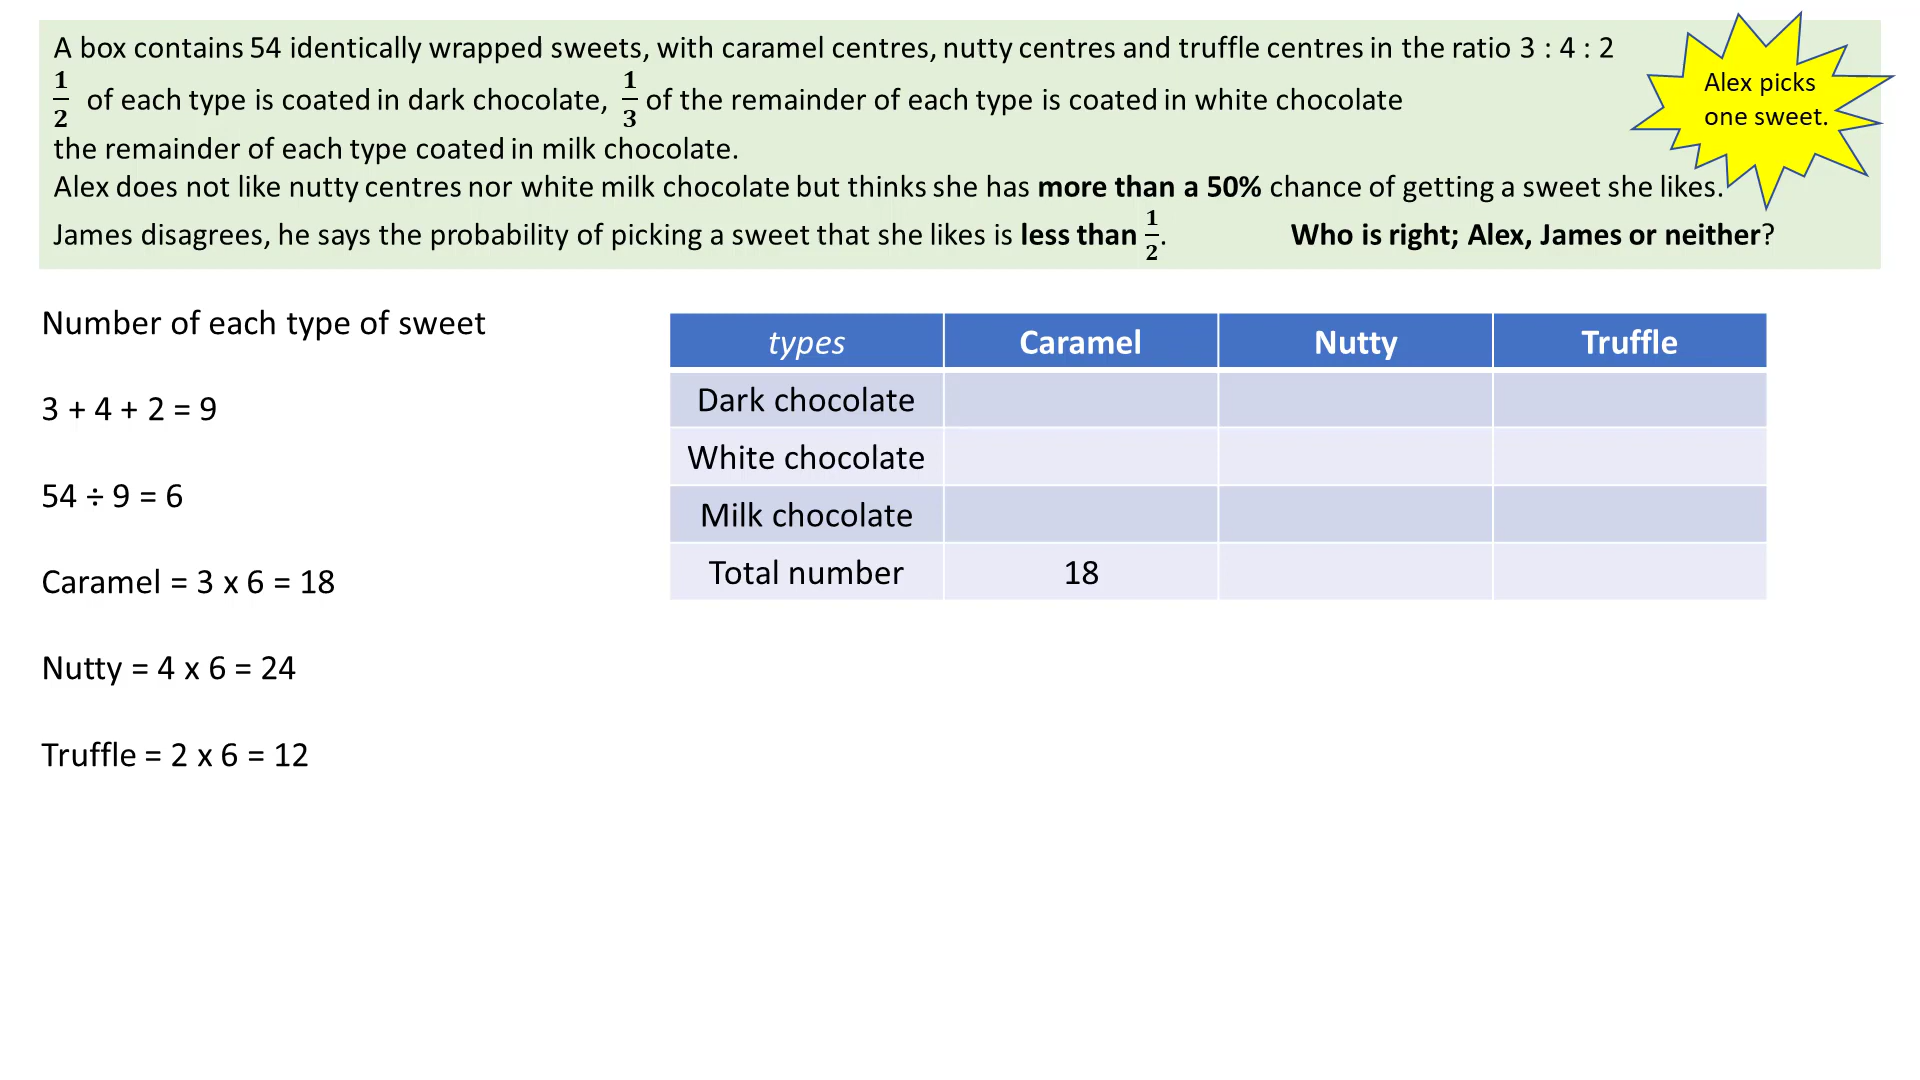 A box contains 54 identically wrapped sweets, with caramel centres, nutty centres and truffle centres in the ratio 3 : 4 : 2
1/2 of each type is coated in dark chocolate, 1/3 of the remainder of each type is coated in white chocolate
the remainder of each type coated in milk chocolate.
Alex does not like nutty centres nor white milk chocolate but thinks she has more than a 50% chance of getting a sweet she likes.
James disagrees, he says the probability of picking a sweet that she likes is less than 1/2. Who is right; Alex, James or neither?
Alex picks
one sweet.
Number of each type of sweet
3 + 4 + 2 = 9
54 ÷ 9 = 6
Caramel = 3 x 6 = 18
Nutty = 4 x 6 = 24
Truffle = 2 x 6 = 12
types Caramel Nutty Truffle
Dark chocolate
White chocolate
Milk chocolate
Total number 18